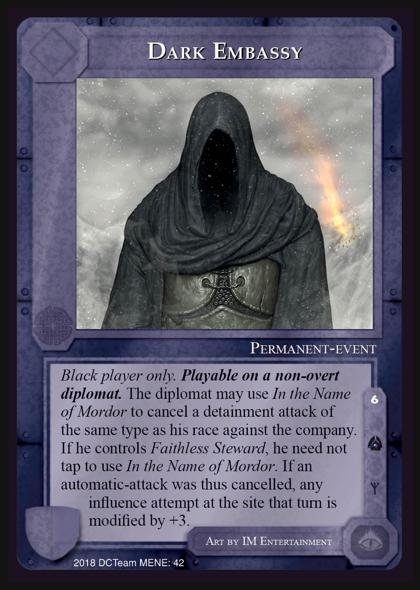 Dark Embassy
Permanent-event
Black player only. Playable on a non-overt
diplomat. The diplomat may use In the Name
of Mordor to cancel a detainment attack of
the same type as his race against the company.
If he controls Faithless Steward, he need not
tap to use In the Name of Mordor. If an
automatic-attack was thus cancelled, any
influence attempt at the site that turn is
modified by +3.
6
Art by IM Entertainment
2018 DCTeam MENE: 42